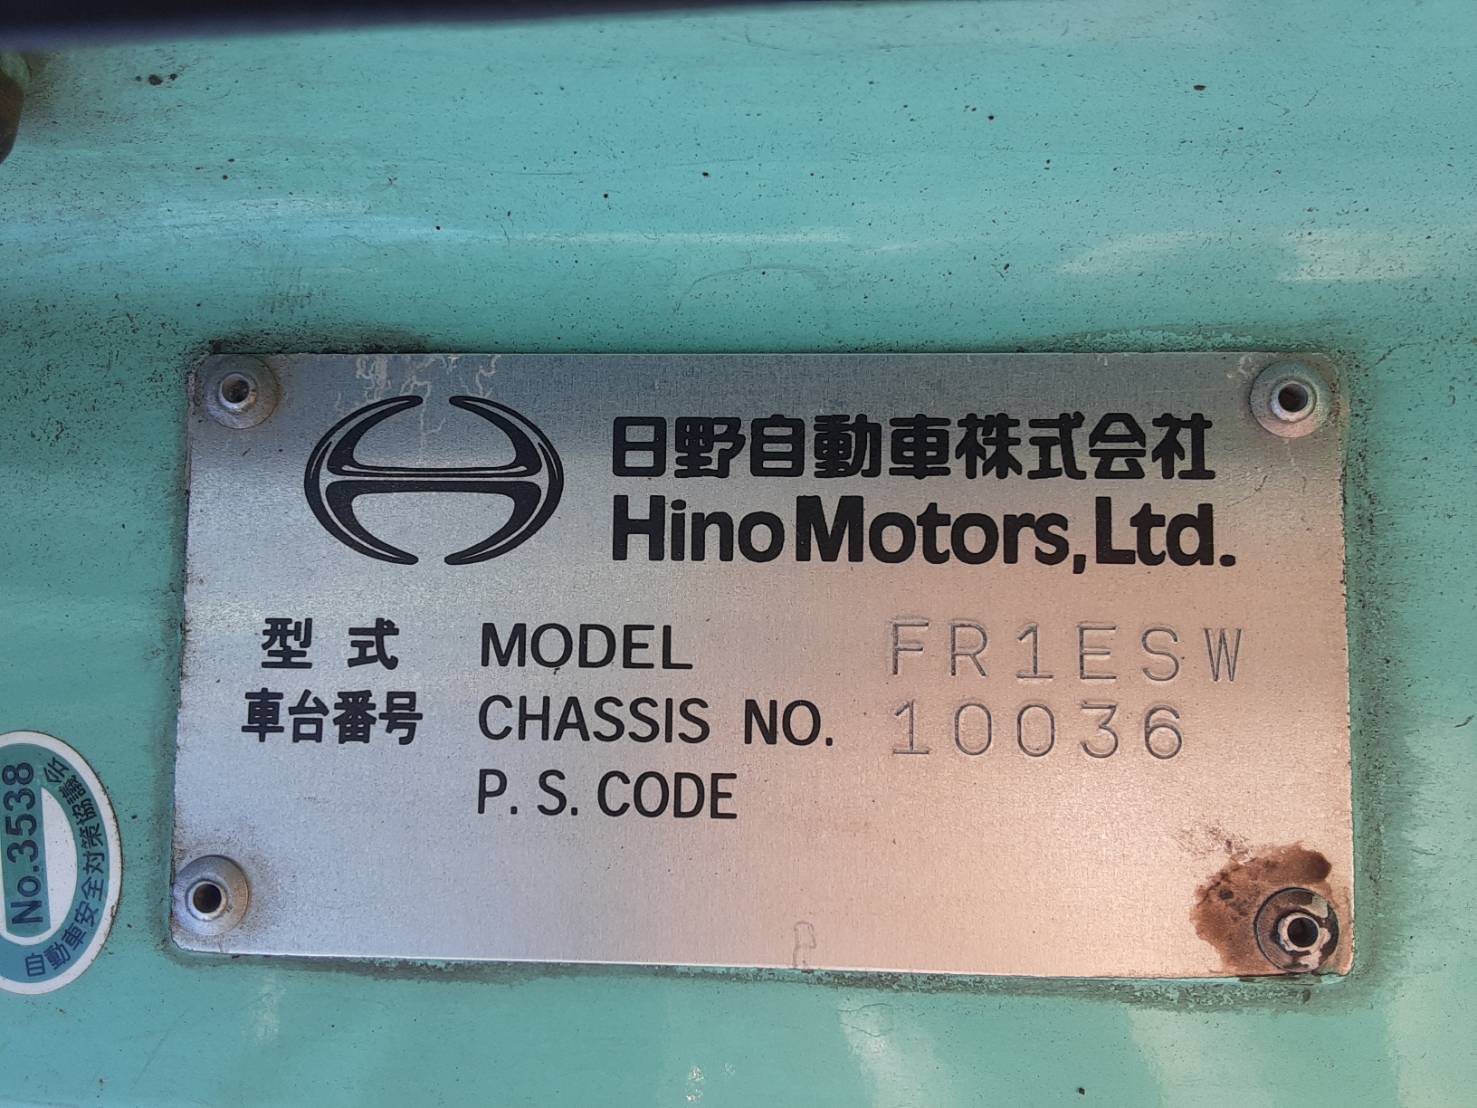 日野自動車株式会社
Hino Motors, Ltd.
型式 MODEL FR1ESW
車台番号 CHASSIS NO. 10036
P. S. CODE
No.3538
自動車安全対策協議会